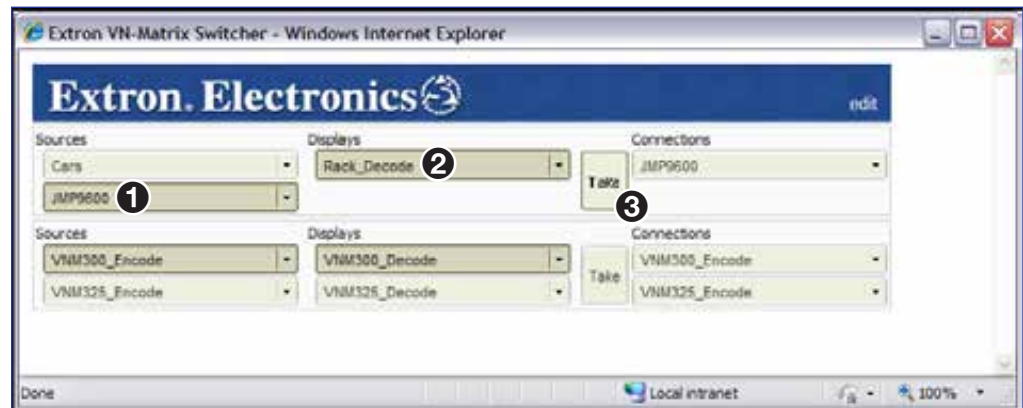 Extron VN-Matrix Switcher - Windows Internet Explorer
Extron. Electronics
edit
Sources Displays Connections
Cars Rack_Decode 2 Take JMP9600
JMP9600 1 3
Sources Displays Connections
VNM300_Encode VNM300_Decode Take VNM300_Encode
VNM325_Encode VNM325_Decode VNM325_Encode
Done Local intranet 100%